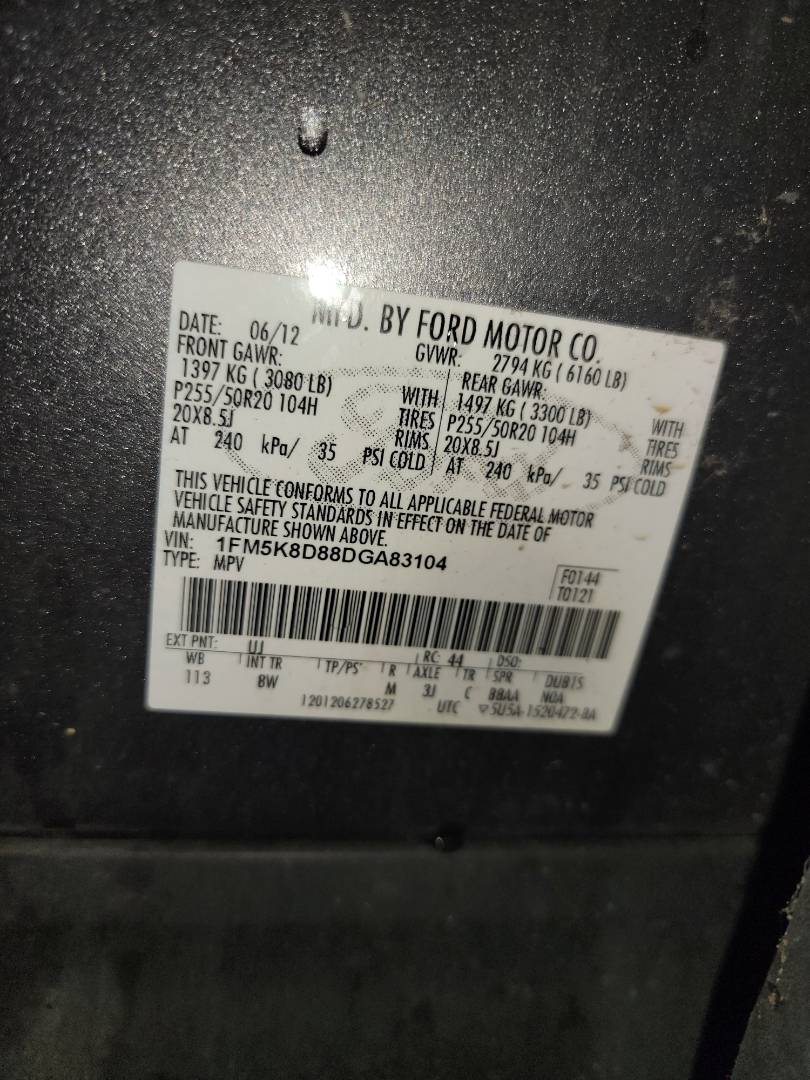 MFD. BY FORD MOTOR CO.
DATE: 06/12 GVWR: 2794 KG ( 6160 LB)
FRONT GAWR: REAR GAWR:
1397 KG ( 3080 LB) WITH 1497 KG ( 3300 LB) WITH
P255/50R20 104H TIRES P255/50R20 104H TIRES
20X8.5J RIMS 20X8.5J RIMS
AT 240 kPa/ 35 PSI COLD AT 240 kPa/ 35 PSI COLD
THIS VEHICLE CONFORMS TO ALL APPLICABLE FEDERAL MOTOR
VEHICLE SAFETY STANDARDS IN EFFECT ON THE DATE OF
MANUFACTURE SHOWN ABOVE.
VIN: 1FM5K8D88DGA83104
TYPE: MPV
F0144
T0121
EXT PNT: UJ RC: 44 DSO:
WB INT TR TP/PS R AXLE TR SPR DUB15
113 BW M 3J C BBAA NOA
1201206278527 UTC 5U5A-1520472-BA